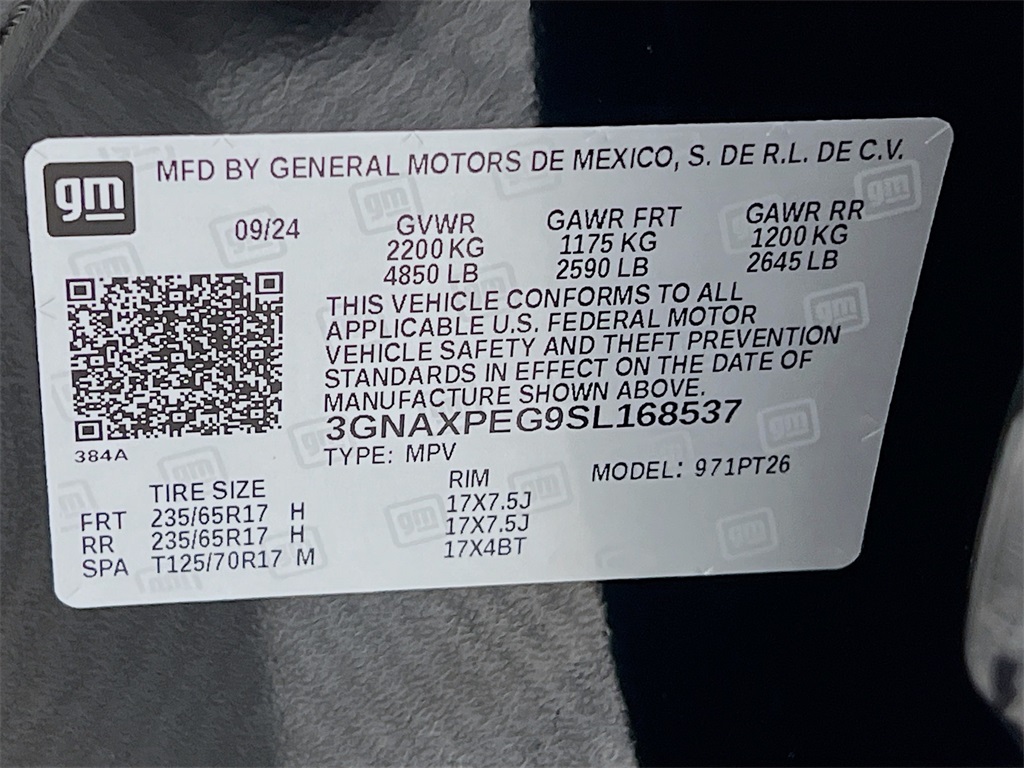 gm
MFD BY GENERAL MOTORS DE MEXICO, S. DE R.L. DE C.V.
09/24 GVWR GAWR FRT GAWR RR
2200 KG 1175 KG 1200 KG
4850 LB 2590 LB 2645 LB
THIS VEHICLE CONFORMS TO ALL
APPLICABLE U.S. FEDERAL MOTOR
VEHICLE SAFETY AND THEFT PREVENTION
STANDARDS IN EFFECT ON THE DATE OF
MANUFACTURE SHOWN ABOVE.
3GNAXPEG9SL168537
384A TYPE: MPV MODEL: 971PT26
TIRE SIZE RIM
FRT 235/65R17 H 17X7.5J
RR 235/65R17 H 17X7.5J
SPA T125/70R17 M 17X4BT